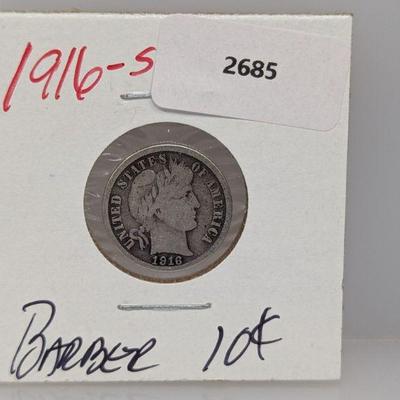 1916-S
2685
UNITED STATES OF AMERICA
1916
BARBER 10¢